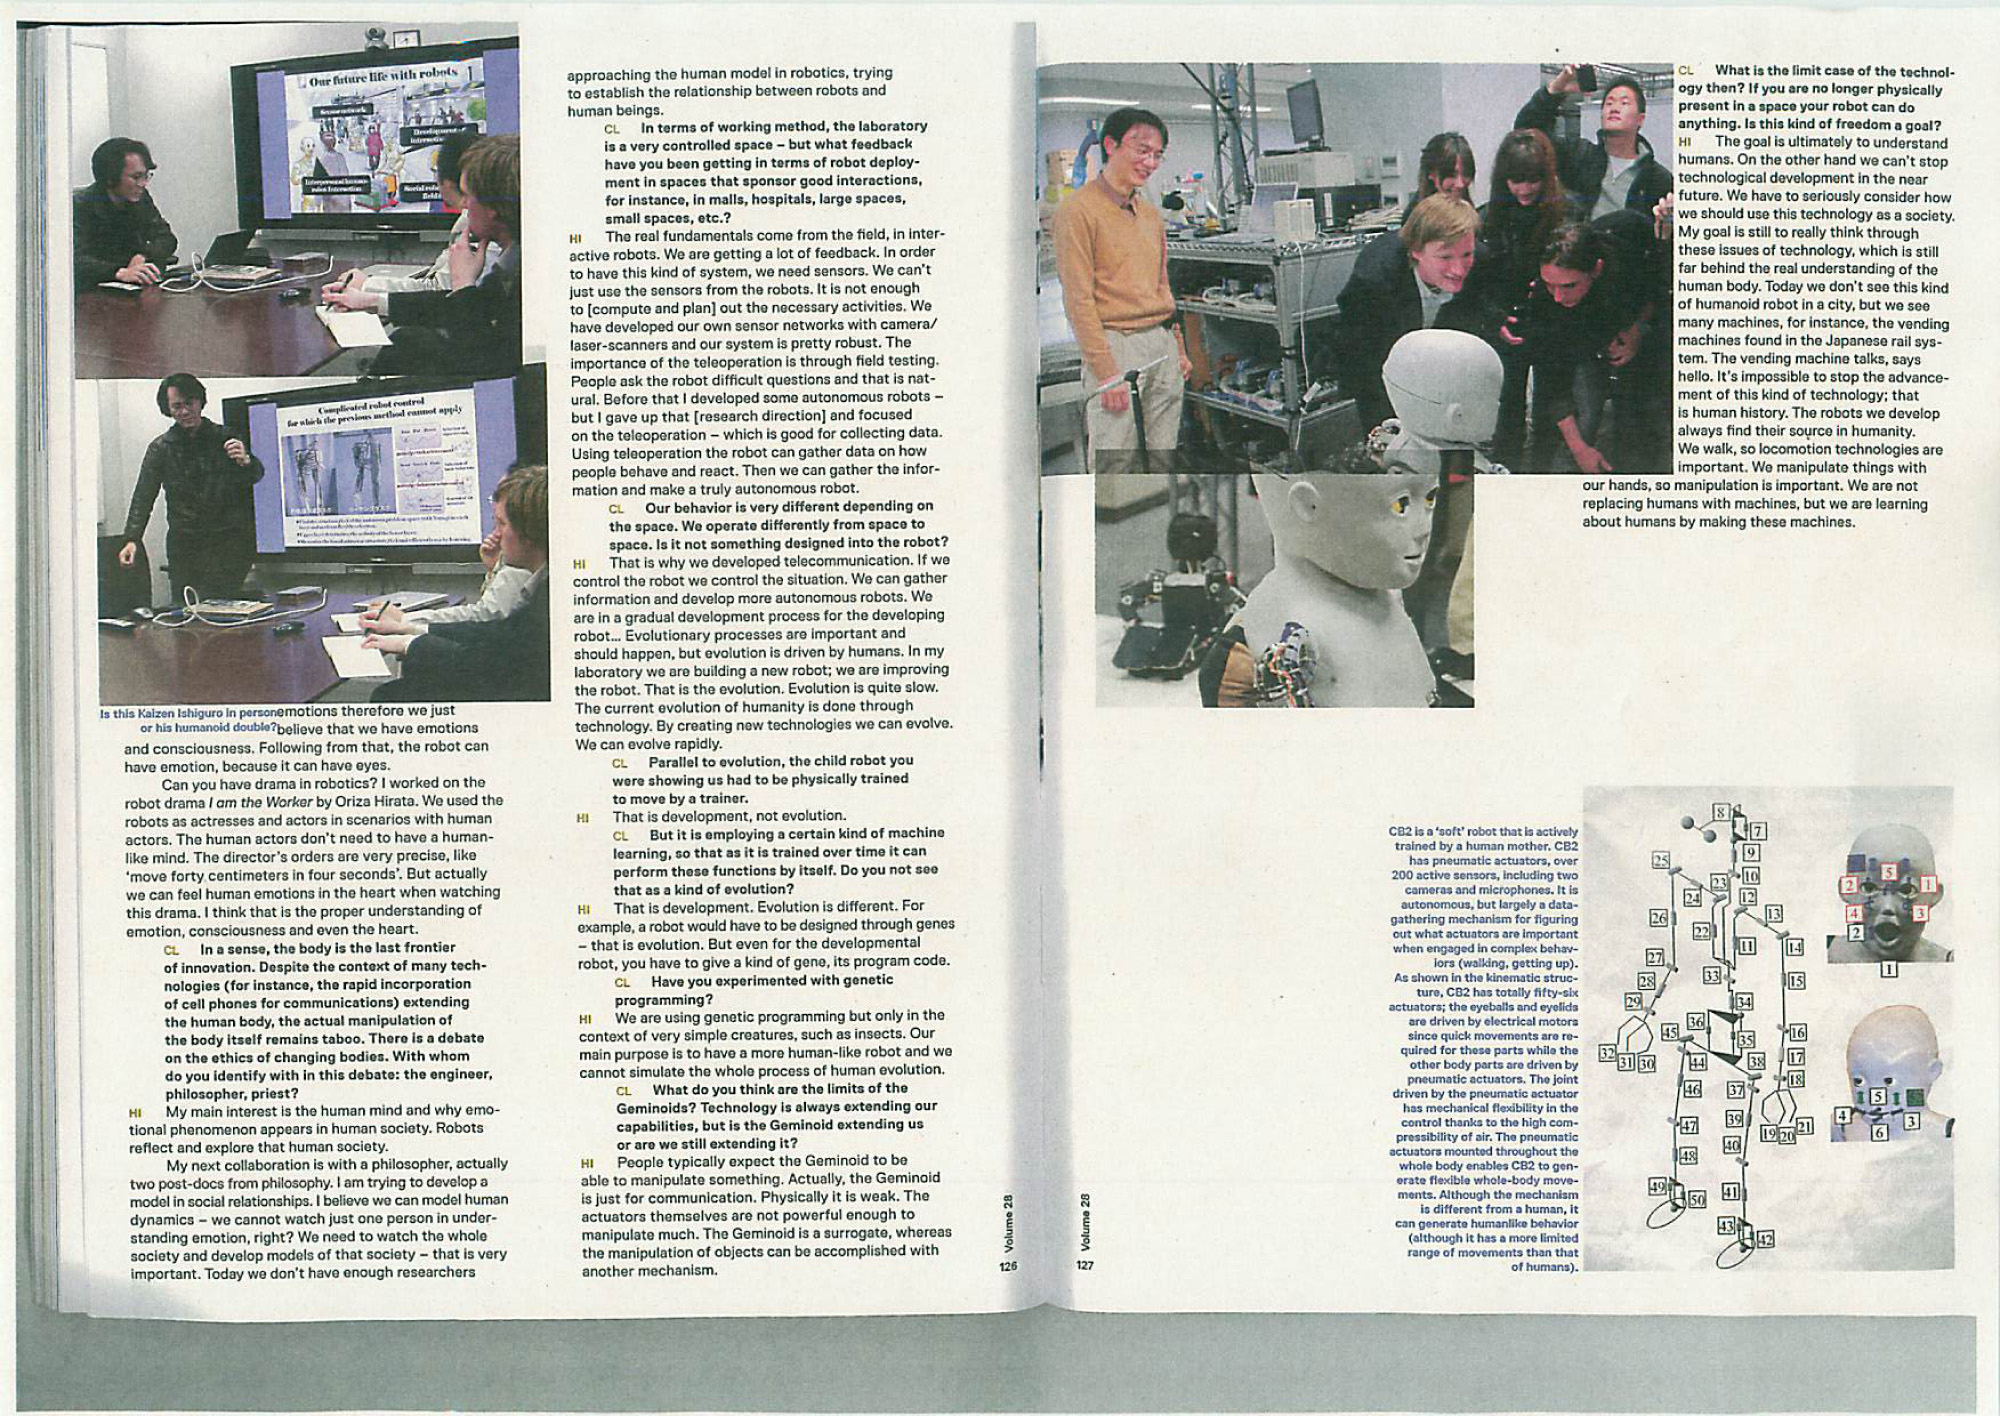 Our future life with robots
Sensor network
Development
Complicated robot control
for which the previous method cannot apply
Is this Kaizen Ishiguro in person
or his humanoid double?
emotions therefore we just
believe that we have emotions
and consciousness. Following from that, the robot can
have emotion, because it can have eyes.
Can you have drama in robotics? I worked on the
robot drama I am the Worker by Oriza Hirata. We used the
robots as actresses and actors in scenarios with human
actors. The human actors don't need to have a human-
like mind. The director's orders are very precise, like
'move forty centimeters in four seconds'. But actually
we can feel human emotions in the heart when watching
this drama. I think that is the proper understanding of
emotion, consciousness and even the heart.
CL In a sense, the body is the last frontier
of innovation. Despite the context of many tech-
nologies (for instance, the rapid incorporation
of cell phones for communications) extending
the human body, the actual manipulation of
the body itself remains taboo. There is a debate
on the ethics of changing bodies. With whom
do you identify with in this debate: the engineer,
philosopher, priest?
HI My main interest is the human mind and why emo-
tional phenomenon appears in human society. Robots
reflect and explore that human society.
My next collaboration is with a philosopher, actually
two post-docs from philosophy. I am trying to develop a
model in social relationships. I believe we can model human
dynamics – we cannot watch just one person in under-
standing emotion, right? We need to watch the whole
society and develop models of that society – that is very
important. Today we don't have enough researchers
approaching the human model in robotics, trying
to establish the relationship between robots and
human beings.
CL In terms of working method, the laboratory
is a very controlled space – but what feedback
have you been getting in terms of robot deploy-
ment in spaces that sponsor good interactions,
for instance, in malls, hospitals, large spaces,
small spaces, etc.?
HI The real fundamentals come from the field, in inter-
active robots. We are getting a lot of feedback. In order
to have this kind of system, we need sensors. We can't
just use the sensors from the robots. It is not enough
to [compute and plan] out the necessary activities. We
have developed our own sensor networks with camera/
laser-scanners and our system is pretty robust. The
importance of the teleoperation is through field testing.
People ask the robot difficult questions and that is nat-
ural. Before that I developed some autonomous robots –
but I gave up that [research direction] and focused
on the teleoperation – which is good for collecting data.
Using teleoperation the robot can gather data on how
people behave and react. Then we can gather the infor-
mation and make a truly autonomous robot.
CL Our behavior is very different depending on
the space. We operate differently from space to
space. Is it not something designed into the robot?
HI That is why we developed telecommunication. If we
control the robot we control the situation. We can gather
information and develop more autonomous robots. We
are in a gradual development process for the developing
robot... Evolutionary processes are important and
should happen, but evolution is driven by humans. In my
laboratory we are building a new robot; we are improving
the robot. That is the evolution. Evolution is quite slow.
The current evolution of humanity is done through
technology. By creating new technologies we can evolve.
We can evolve rapidly.
CL Parallel to evolution, the child robot you
were showing us had to be physically trained
to move by a trainer.
HI That is development, not evolution.
CL But it is employing a certain kind of machine
learning, so that as it is trained over time it can
perform these functions by itself. Do you not see
that as a kind of evolution?
HI That is development. Evolution is different. For
example, a robot would have to be designed through genes
– that is evolution. But even for the developmental
robot, you have to give a kind of gene, its program code.
CL Have you experimented with genetic
programming?
HI We are using genetic programming but only in the
context of very simple creatures, such as insects. Our
main purpose is to have a more human-like robot and we
cannot simulate the whole process of human evolution.
CL What do you think are the limits of the
Geminoids? Technology is always extending our
capabilities, but is the Geminoid extending us
or are we still extending it?
HI People typically expect the Geminoid to be
able to manipulate something. Actually, the Geminoid
is just for communication. Physically it is weak. The
actuators themselves are not powerful enough to
manipulate much. The Geminoid is a surrogate, whereas
the manipulation of objects can be accomplished with
another mechanism.
Volume 28
126
CL What is the limit case of the technol-
ogy then? If you are no longer physically
present in a space your robot can do
anything. Is this kind of freedom a goal?
HI The goal is ultimately to understand
humans. On the other hand we can't stop
technological development in the near
future. We have to seriously consider how
we should use this technology as a society.
My goal is still to really think through
these issues of technology, which is still
far behind the real understanding of the
human body. Today we don't see this kind
of humanoid robot in a city, but we see
many machines, for instance, the vending
machines found in the Japanese rail sys-
tem. The vending machine talks, says
hello. It's impossible to stop the advance-
ment of this kind of technology; that
is human history. The robots we develop
always find their source in humanity.
We walk, so locomotion technologies are
important. We manipulate things with
our hands, so manipulation is important. We are not
replacing humans with machines, but we are learning
about humans by making these machines.
CB2 is a 'soft' robot that is actively
trained by a human mother. CB2
has pneumatic actuators, over
200 active sensors, including two
cameras and microphones. It is
autonomous, but largely a data-
gathering mechanism for figuring
out what actuators are important
when engaged in complex behav-
iors (walking, getting up).
As shown in the kinematic struc-
ture, CB2 has totally fifty-six
actuators; the eyeballs and eyelids
are driven by electrical motors
since quick movements are re-
quired for these parts while the
other body parts are driven by
pneumatic actuators. The joint
driven by the pneumatic actuator
has mechanical flexibility in the
control thanks to the high com-
pressibility of air. The pneumatic
actuators mounted throughout the
whole body enables CB2 to gen-
erate flexible whole-body move-
ments. Although the mechanism
is different from a human, it
can generate humanlike behavior
(although it has a more limited
range of movements than that
of humans).
8
7
9
25
10
23
24
12
13
26
22
11
14
27
33
28
15
29
34
36
45
35
16
32
31
30
44
38
17
46
37
18
47
39
19
20
21
40
48
49
50
41
43
42
5
2
1
4
3
2
1
5
4
3
6
Volume 28
127